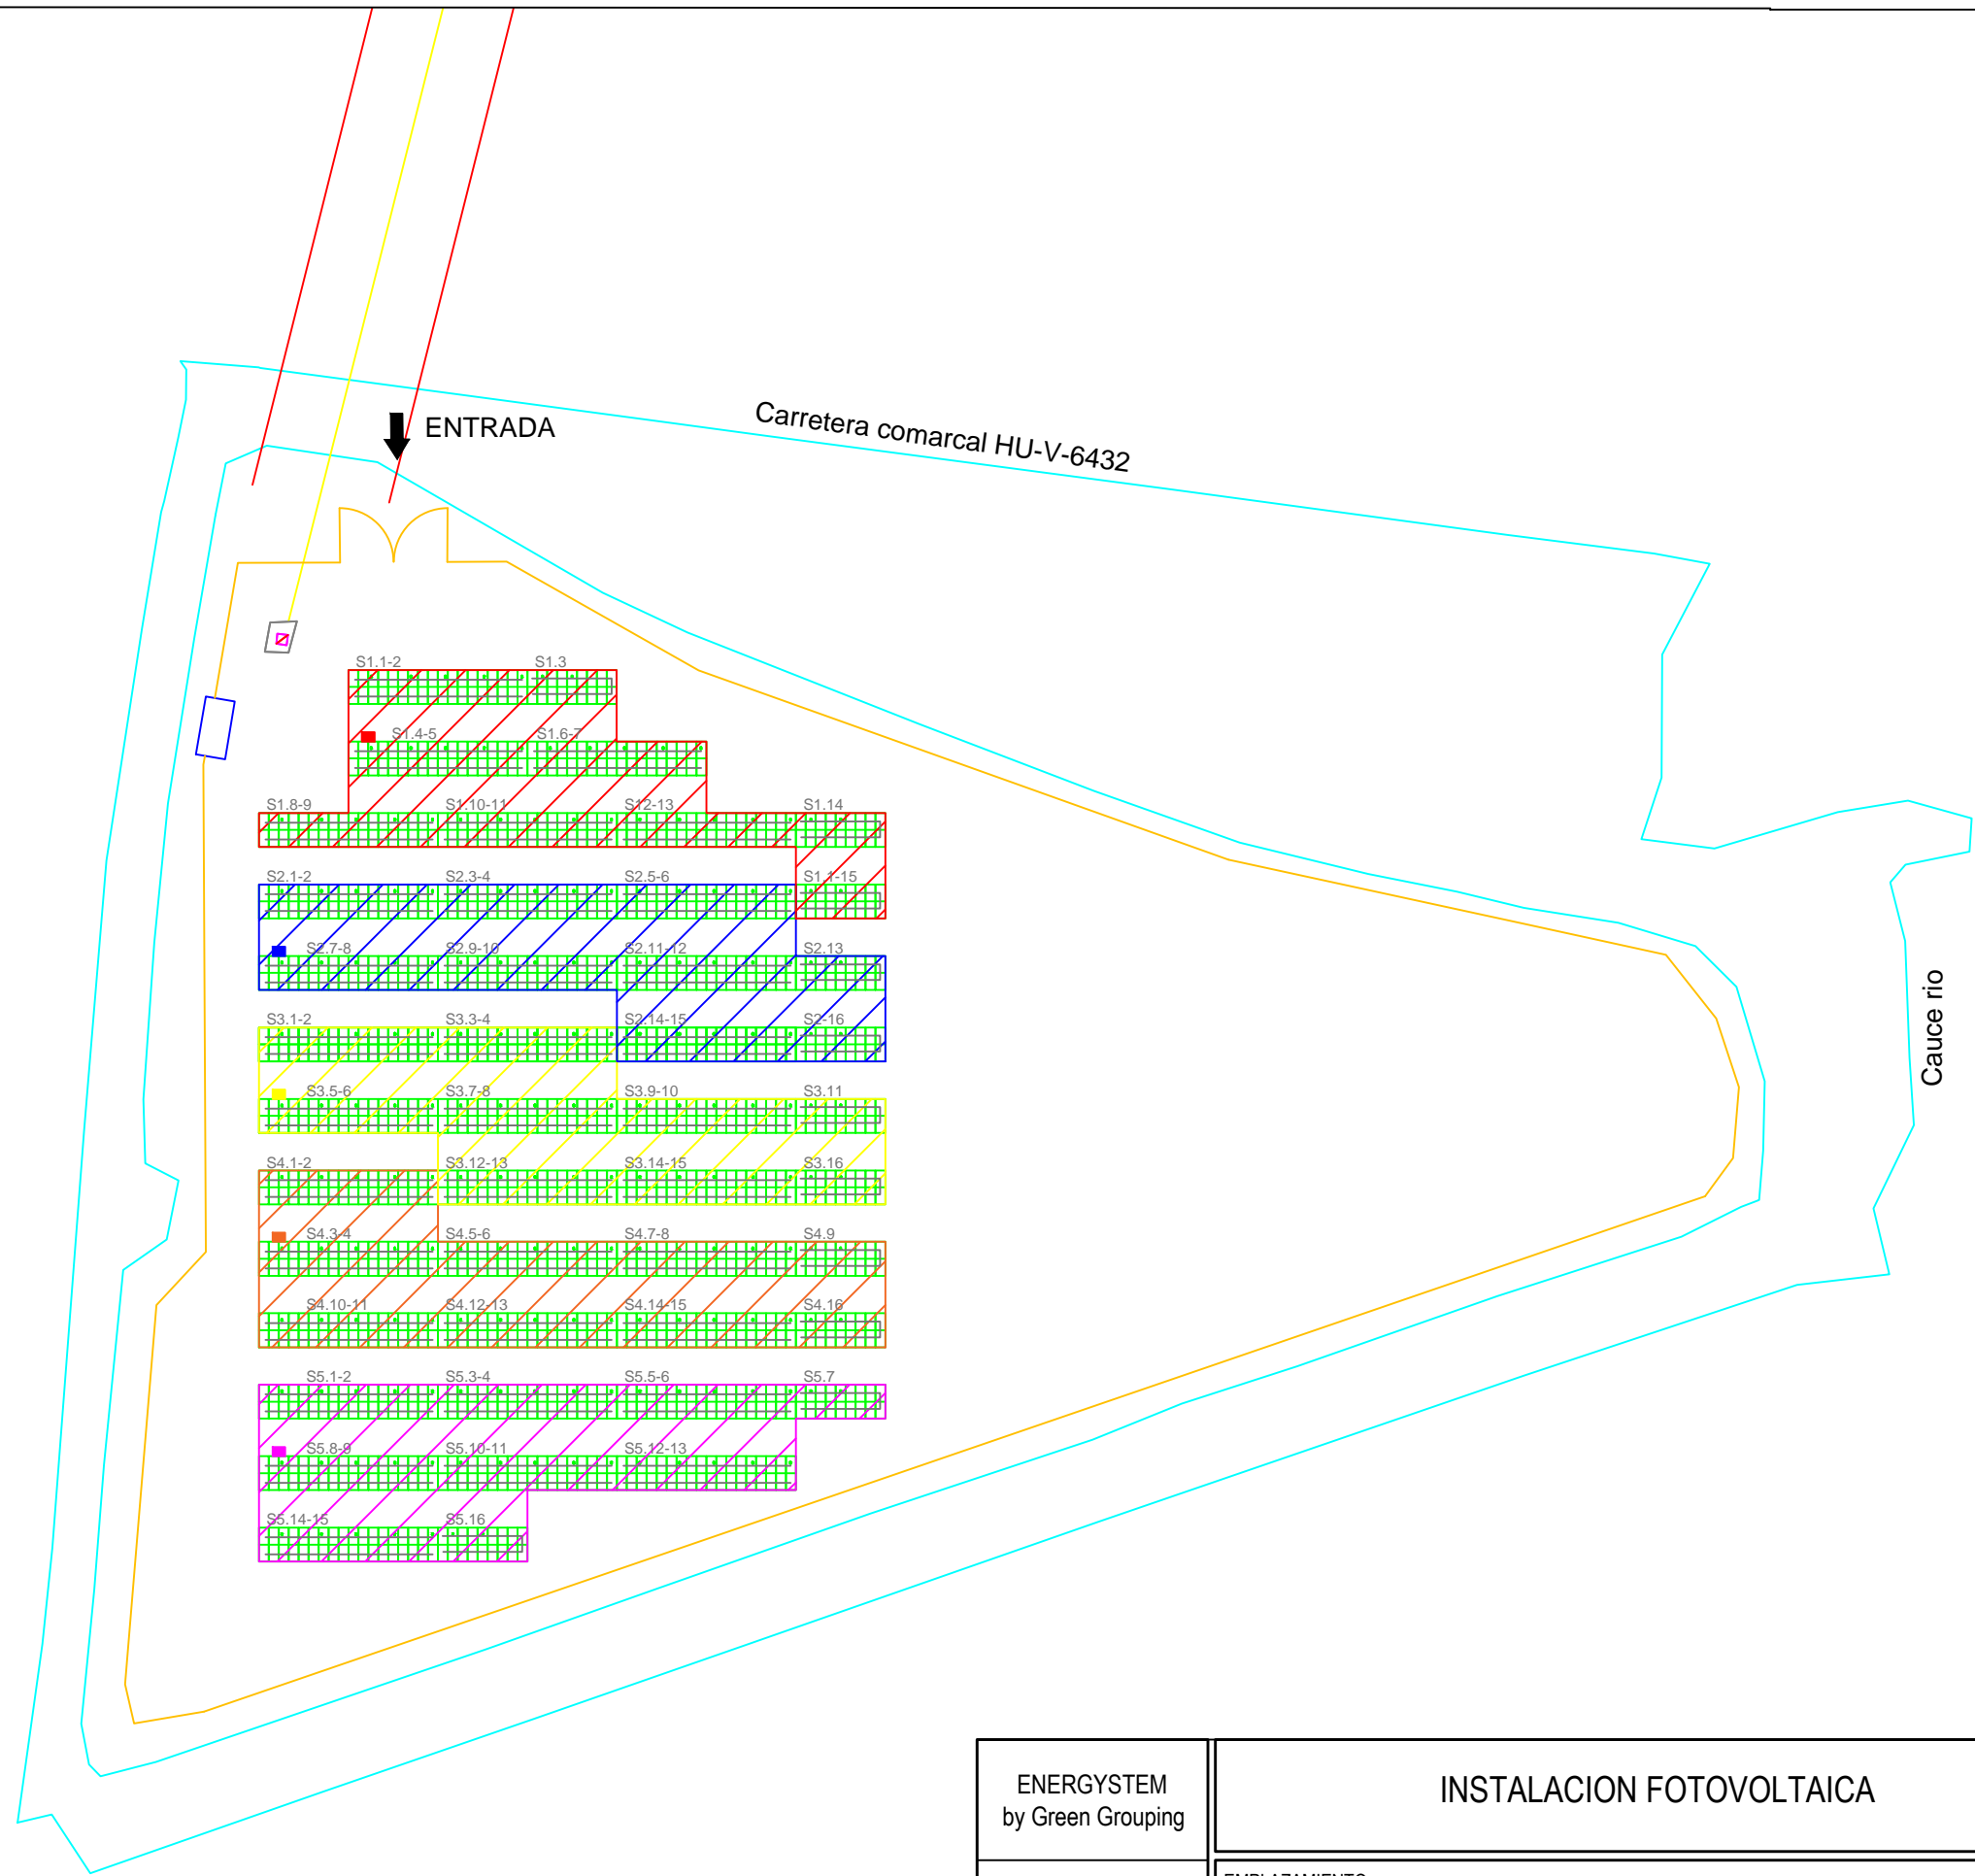 ENTRADA
Carretera comarcal HU-V-6432
S1.1-2 S1.3
S1.4-5 S1.6-7
S1.8-9 S1.10-11 S12-13 S1.14
S2.1-2 S2.3-4 S2.5-6 S1.1-15
S2.7-8 S2.9-10 S2.11-12 S2.13
S3.1-2 S3.3-4 S2.14-15 S2-16
S3.5-6 S3.7-8 S3.9-10 S3.11
S4.1-2 S3.12-13 S3.14-15 S3.16
S4.3-4 S4.5-6 S4.7-8 S4.9
S4.10-11 S4.12-13 S4.14-15 S4.16
S5.1-2 S5.3-4 S5.5-6 S5.7
S5.8-9 S5.10-11 S5.12-13
S5.14-15 S5.16
Cauce rio
ENERGYSTEM
by Green Grouping
INSTALACION FOTOVOLTAICA